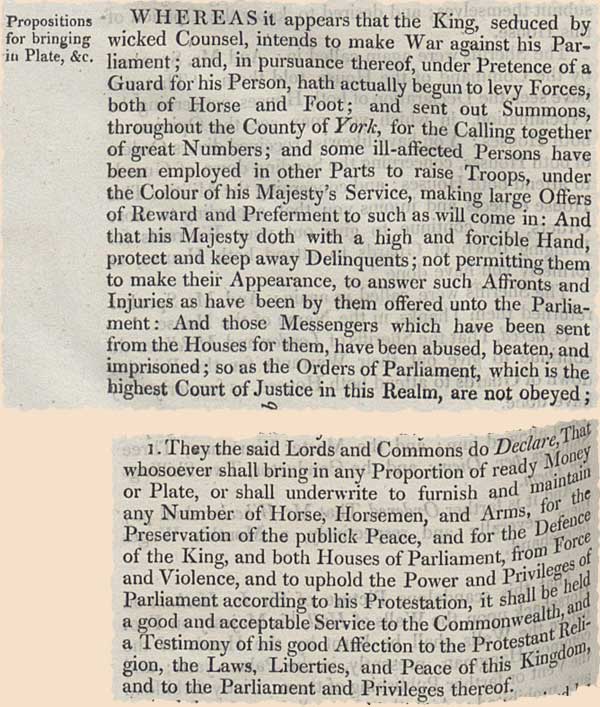 Propositions
for bringing
in Plate, &c.
WHEREAS it appears that the King, seduced by
wicked Counsel, intends to make War against his Par-
liament; and, in pursuance thereof, under Pretence of a
Guard for his Person, hath actually begun to levy Forces,
both of Horse and Foot; and sent out Summons,
throughout the County of York, for the Calling together
of great Numbers; and some ill-affected Persons have
been employed in other Parts to raise Troops, under
the Colour of his Majesty's Service, making large Offers
of Reward and Preferment to such as will come in: And
that his Majesty doth with a high and forcible Hand,
protect and keep away Delinquents; not permitting them
to make their Appearance, to answer such Affronts and
Injuries as have been by them offered unto the Parlia-
ment: And those Messengers which have been sent
from the Houses for them, have been abused, beaten, and
imprisoned; so as the Orders of Parliament, which is the
highest Court of Justice in this Realm, are not obeyed;
1. They the said Lords and Commons do Declare, That
whosoever shall bring in any Proportion of ready Money
or Plate, or shall underwrite to furnish and maintain
any Number of Horse, Horsemen, and Arms, for the
Preservation of the publick Peace, and for the Defence
of the King, and both Houses of Parliament, from Force
and Violence, and to uphold the Power and Privileges of
Parliament according to his Protestation, it shall be held
a good and acceptable Service to the Commonwealth, and
a Testimony of his good Affection to the Protestant Reli-
gion, the Laws, Liberties, and Peace of this Kingdom,
and to the Parliament and Privileges thereof.